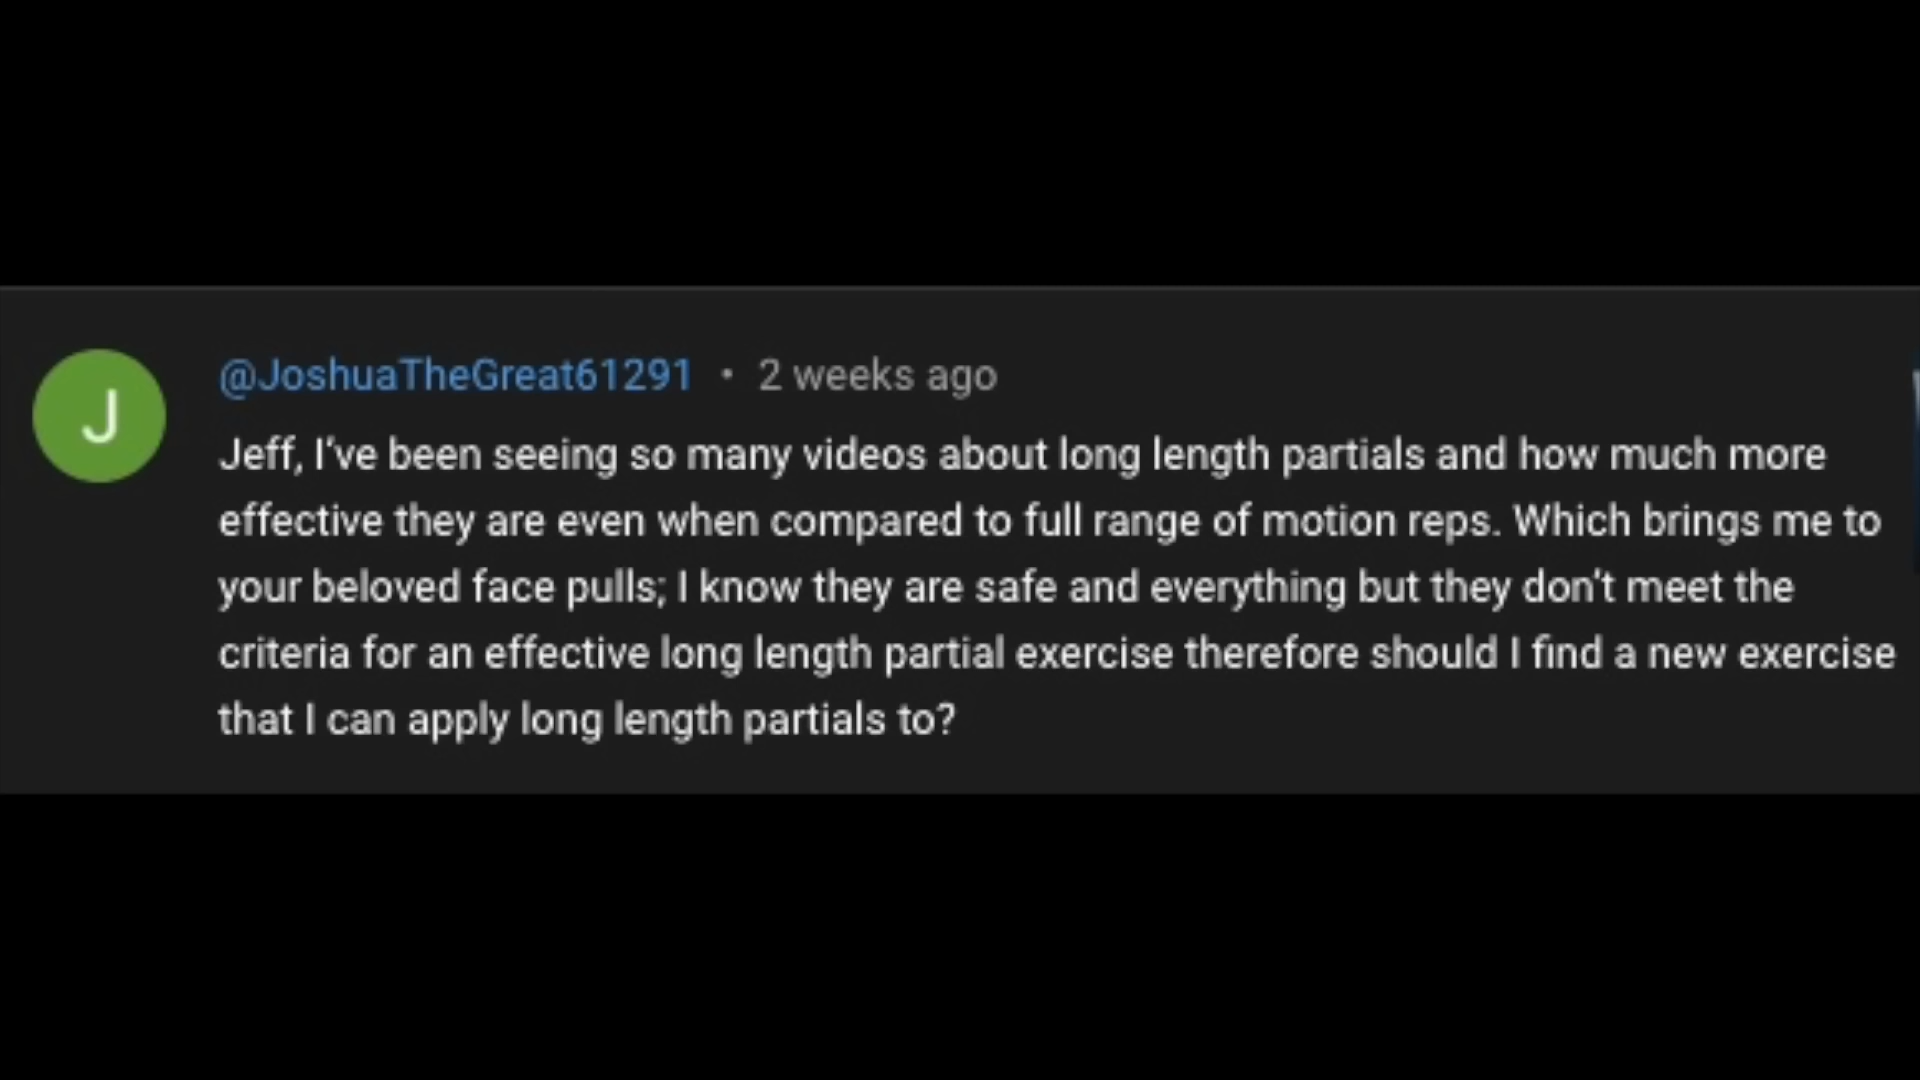 J
@JoshuaTheGreat61291 • 2 weeks ago
Jeff, I've been seeing so many videos about long length partials and how much more
effective they are even when compared to full range of motion reps. Which brings me to
your beloved face pulls; I know they are safe and everything but they don't meet the
criteria for an effective long length partial exercise therefore should I find a new exercise
that I can apply long length partials to?